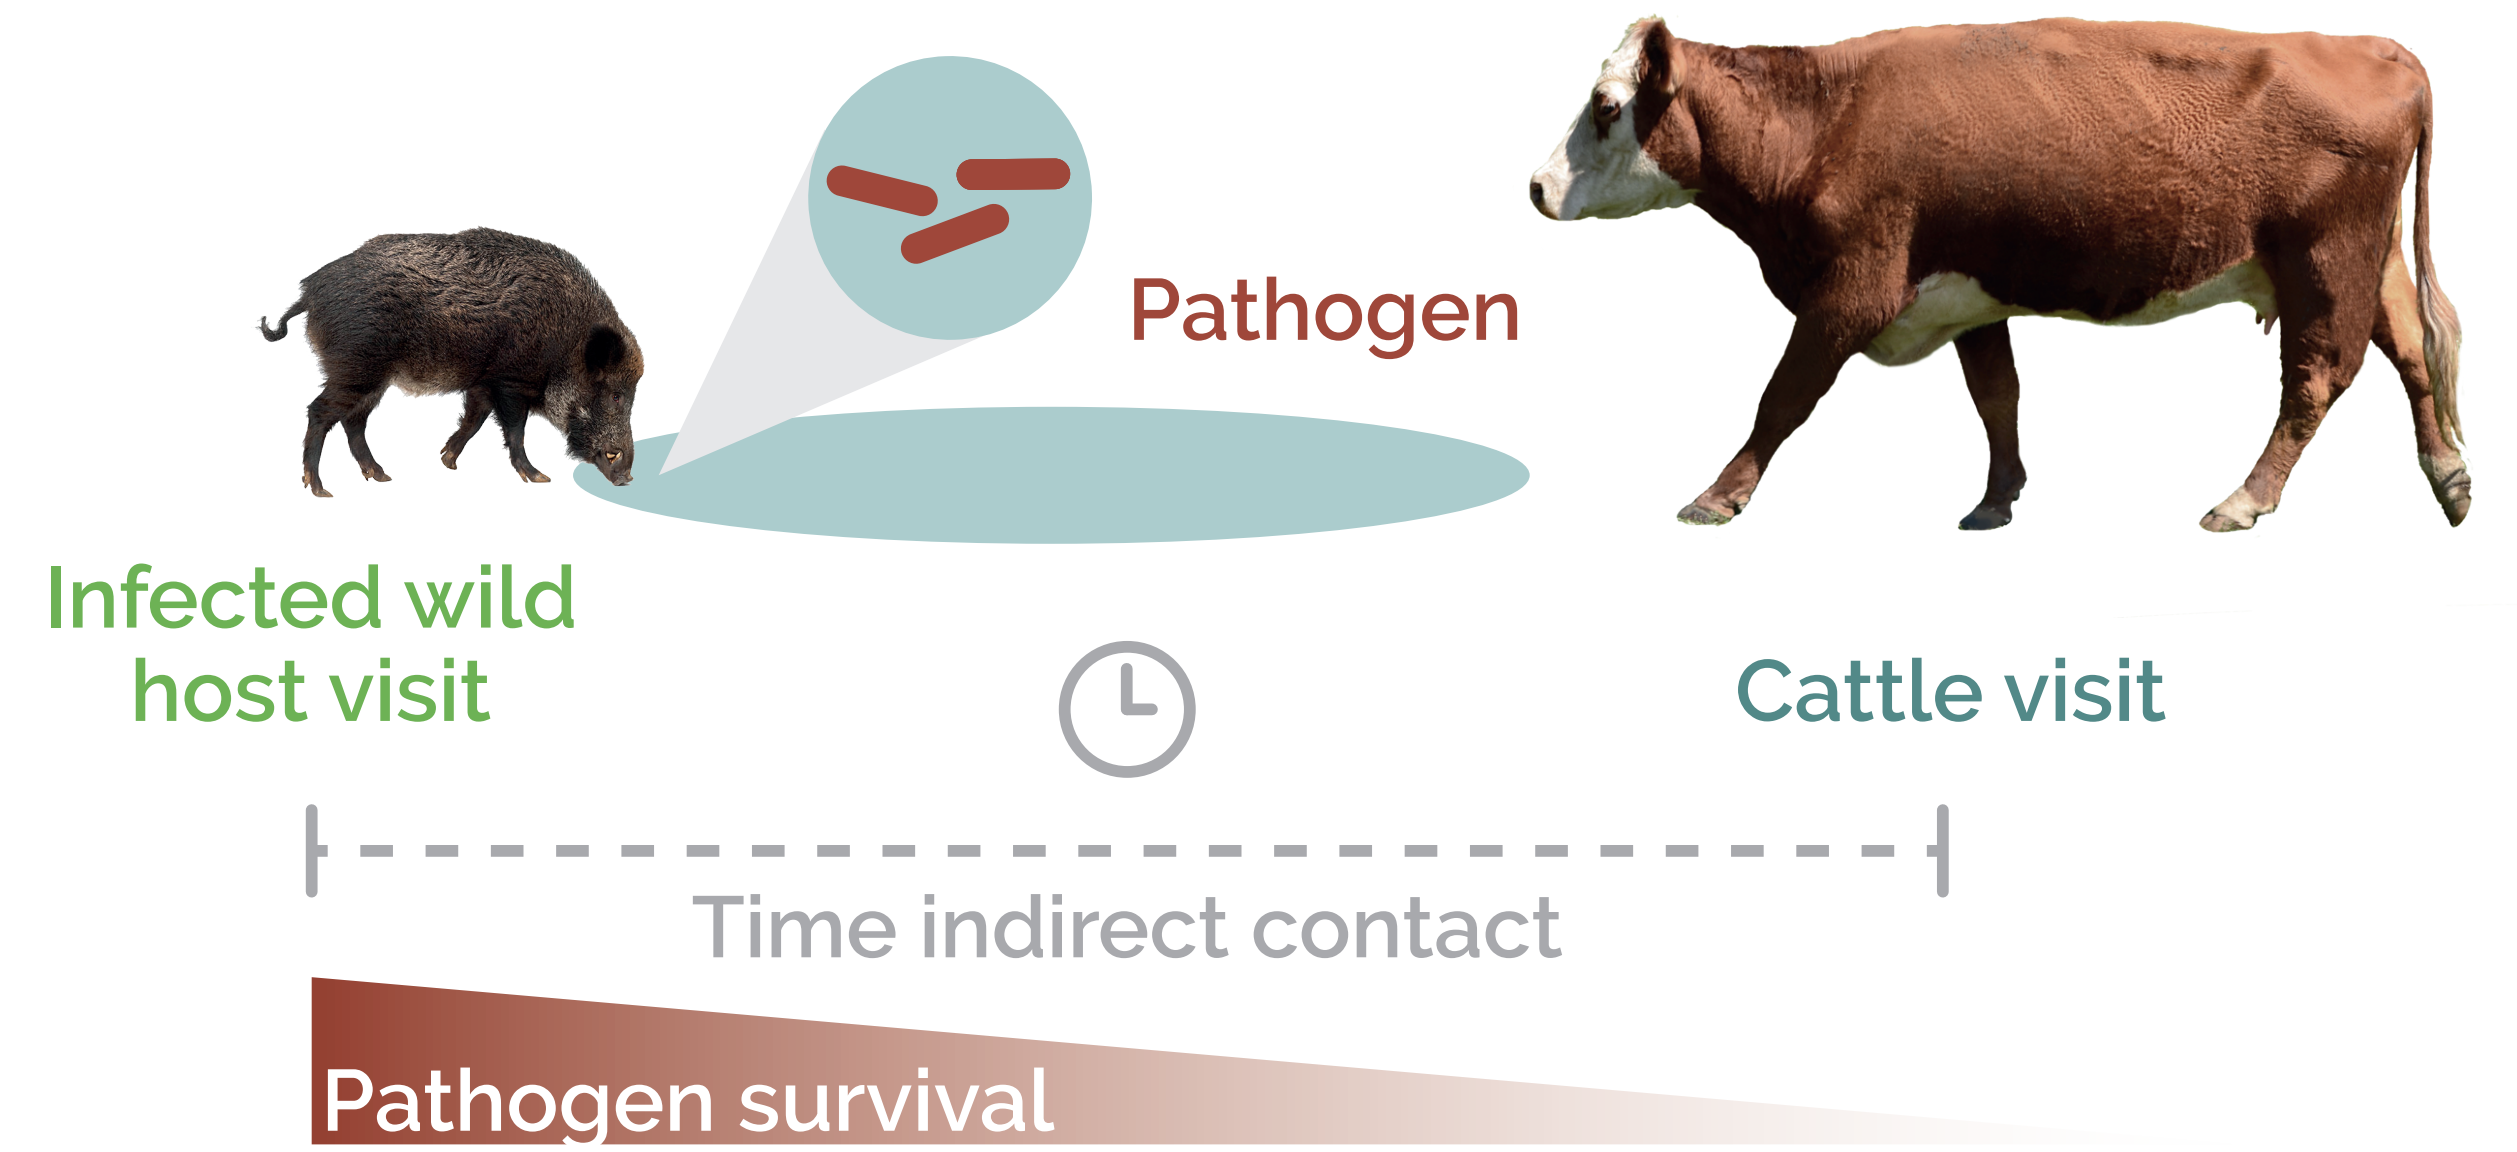 Pathogen
Infected wild
host visit
Cattle visit
Time indirect contact
Pathogen survival